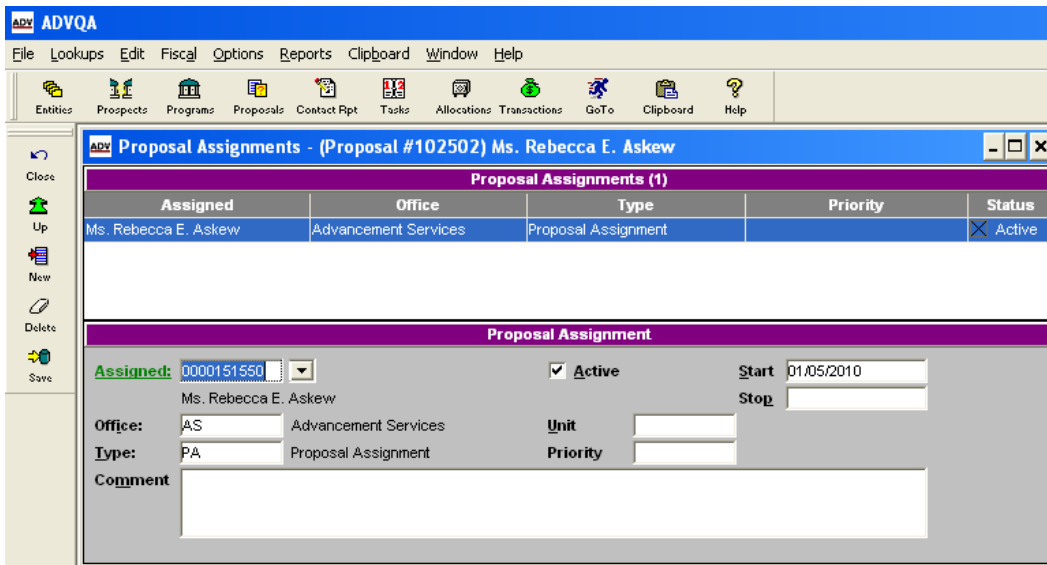 ADV ADVQA
File Lookups Edit Fiscal Options Reports Clipboard Window Help
Entities Prospects Programs Proposals Contact Rpt Tasks Allocations Transactions GoTo Clipboard Help
ADV Proposal Assignments - (Proposal #102502) Ms. Rebecca E. Askew
Close
Up
New
Delete
Save
Proposal Assignments (1)
Assigned Office Type Priority Status
Ms. Rebecca E. Askew Advancement Services Proposal Assignment Active
Proposal Assignment
Assigned: 0000151550 Active Start 01/05/2010
Ms. Rebecca E. Askew Stop
Office: AS Advancement Services Unit
Type: PA Proposal Assignment Priority
Comment